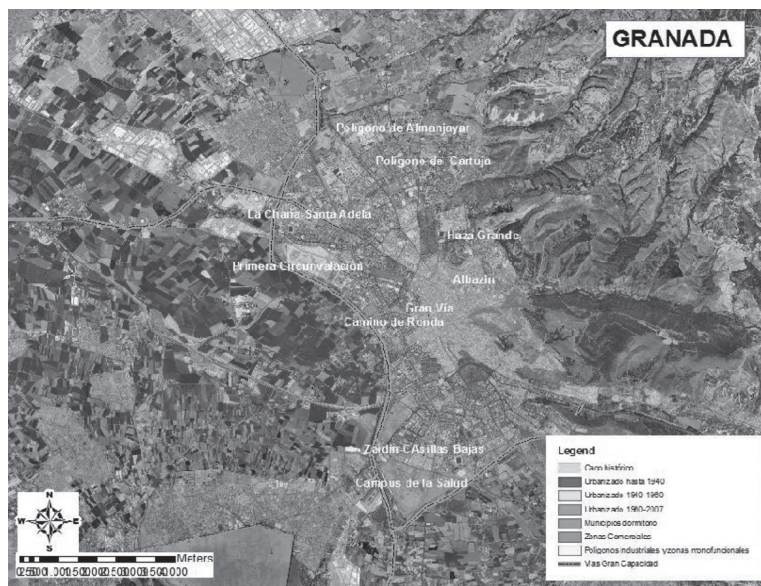 GRANADA
Polígono de Almanjayar
Polígono de Cartuja
La Chana-Santa Adela
Haza Grande
Primera Circunvalación
Albazín
Gran Vía
Camino de Ronda
Zaidín-CAsillas Bajas
Campus de la Salud
Legend
Caco histórico
Urbanizado hasta 1940
Urbanizado 1940-1960
Urbanizado 1960-2007
Municipios dormitorio
Zonas Comerciales
Polígonos industriales y zonas monofuncionales
Vías Gran Capacidad
N
W E
S
Meters